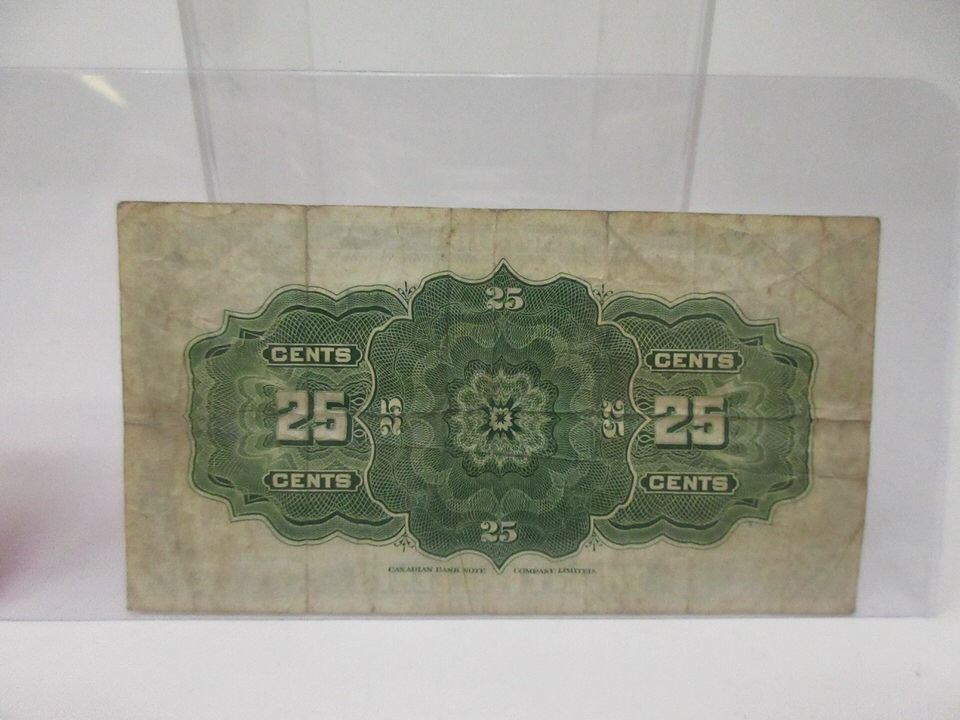 25
CENTS CENTS
25 25 25 25
CENTS CENTS
25
CANADIAN BANK NOTE COMPANY, LIMITED.